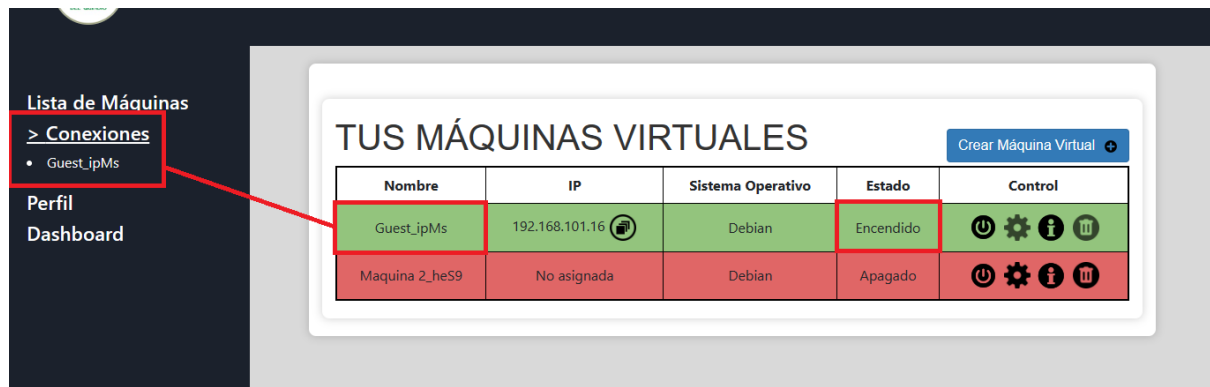 Lista de Máquinas
> Conexiones
• Guest_ipMs
Perfil
Dashboard
TUS MÁQUINAS VIRTUALES
Crear Máquina Virtual
Nombre IP Sistema Operativo Estado Control
Guest_ipMs 192.168.101.16 Debian Encendido
Maquina 2_heS9 No asignada Debian Apagado